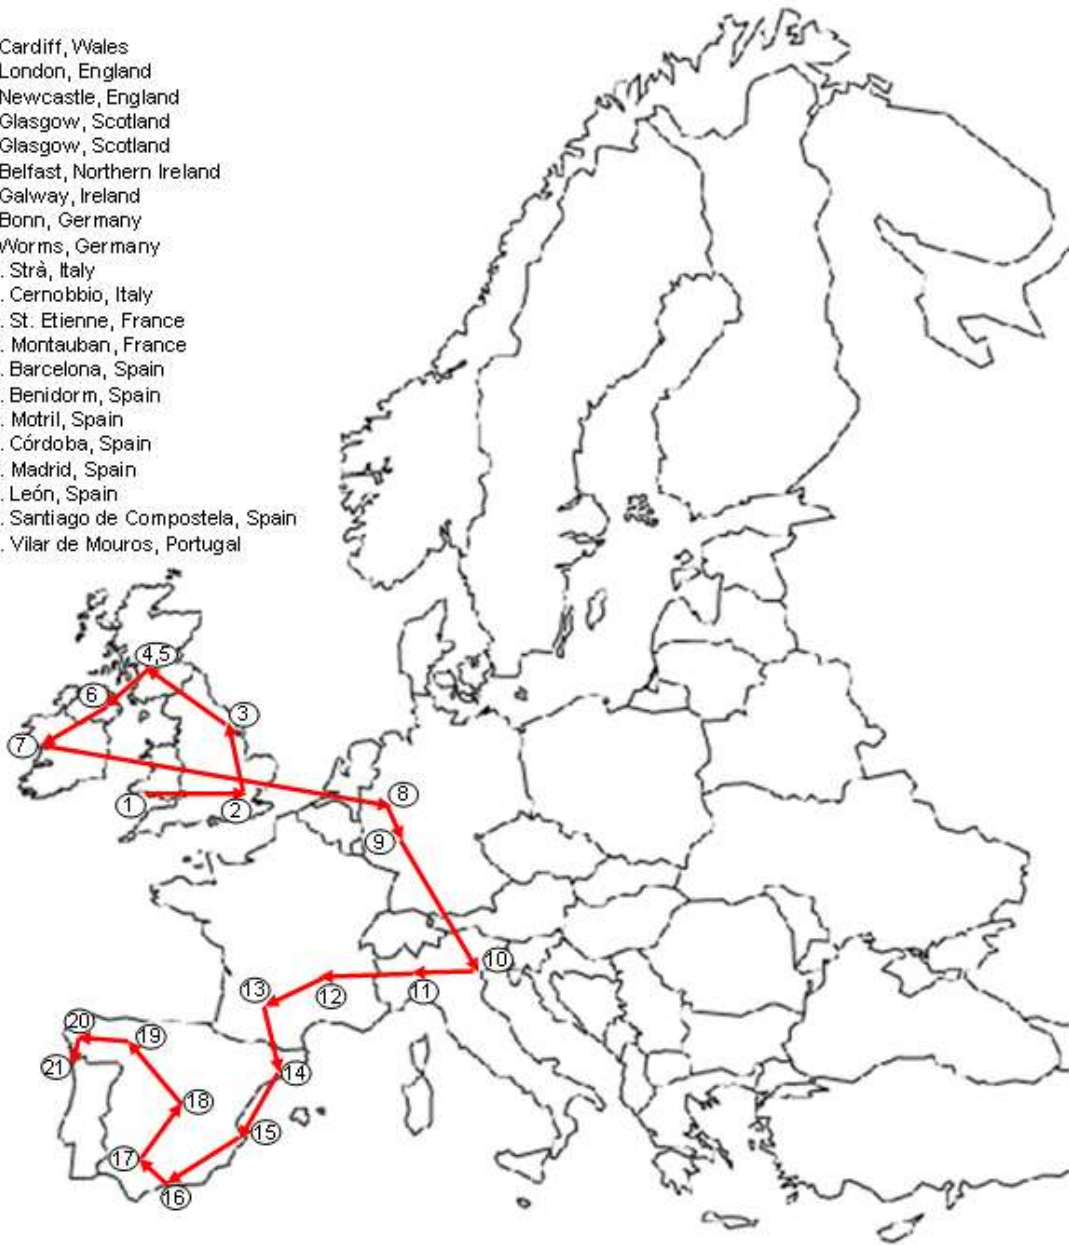 Cardiff, Wales
London, England
Newcastle, England
Glasgow, Scotland
Glasgow, Scotland
Belfast, Northern Ireland
Galway, Ireland
Bonn, Germany
Worms, Germany
. Strà, Italy
. Cernobbio, Italy
. St. Etienne, France
. Montauban, France
. Barcelona, Spain
. Benidorm, Spain
. Motril, Spain
. Córdoba, Spain
. Madrid, Spain
. León, Spain
. Santiago de Compostela, Spain
. Vilar de Mouros, Portugal
4,5
6
3
7
8
1
2
9
10
11
12
13
20
19
21
14
18
15
17
16